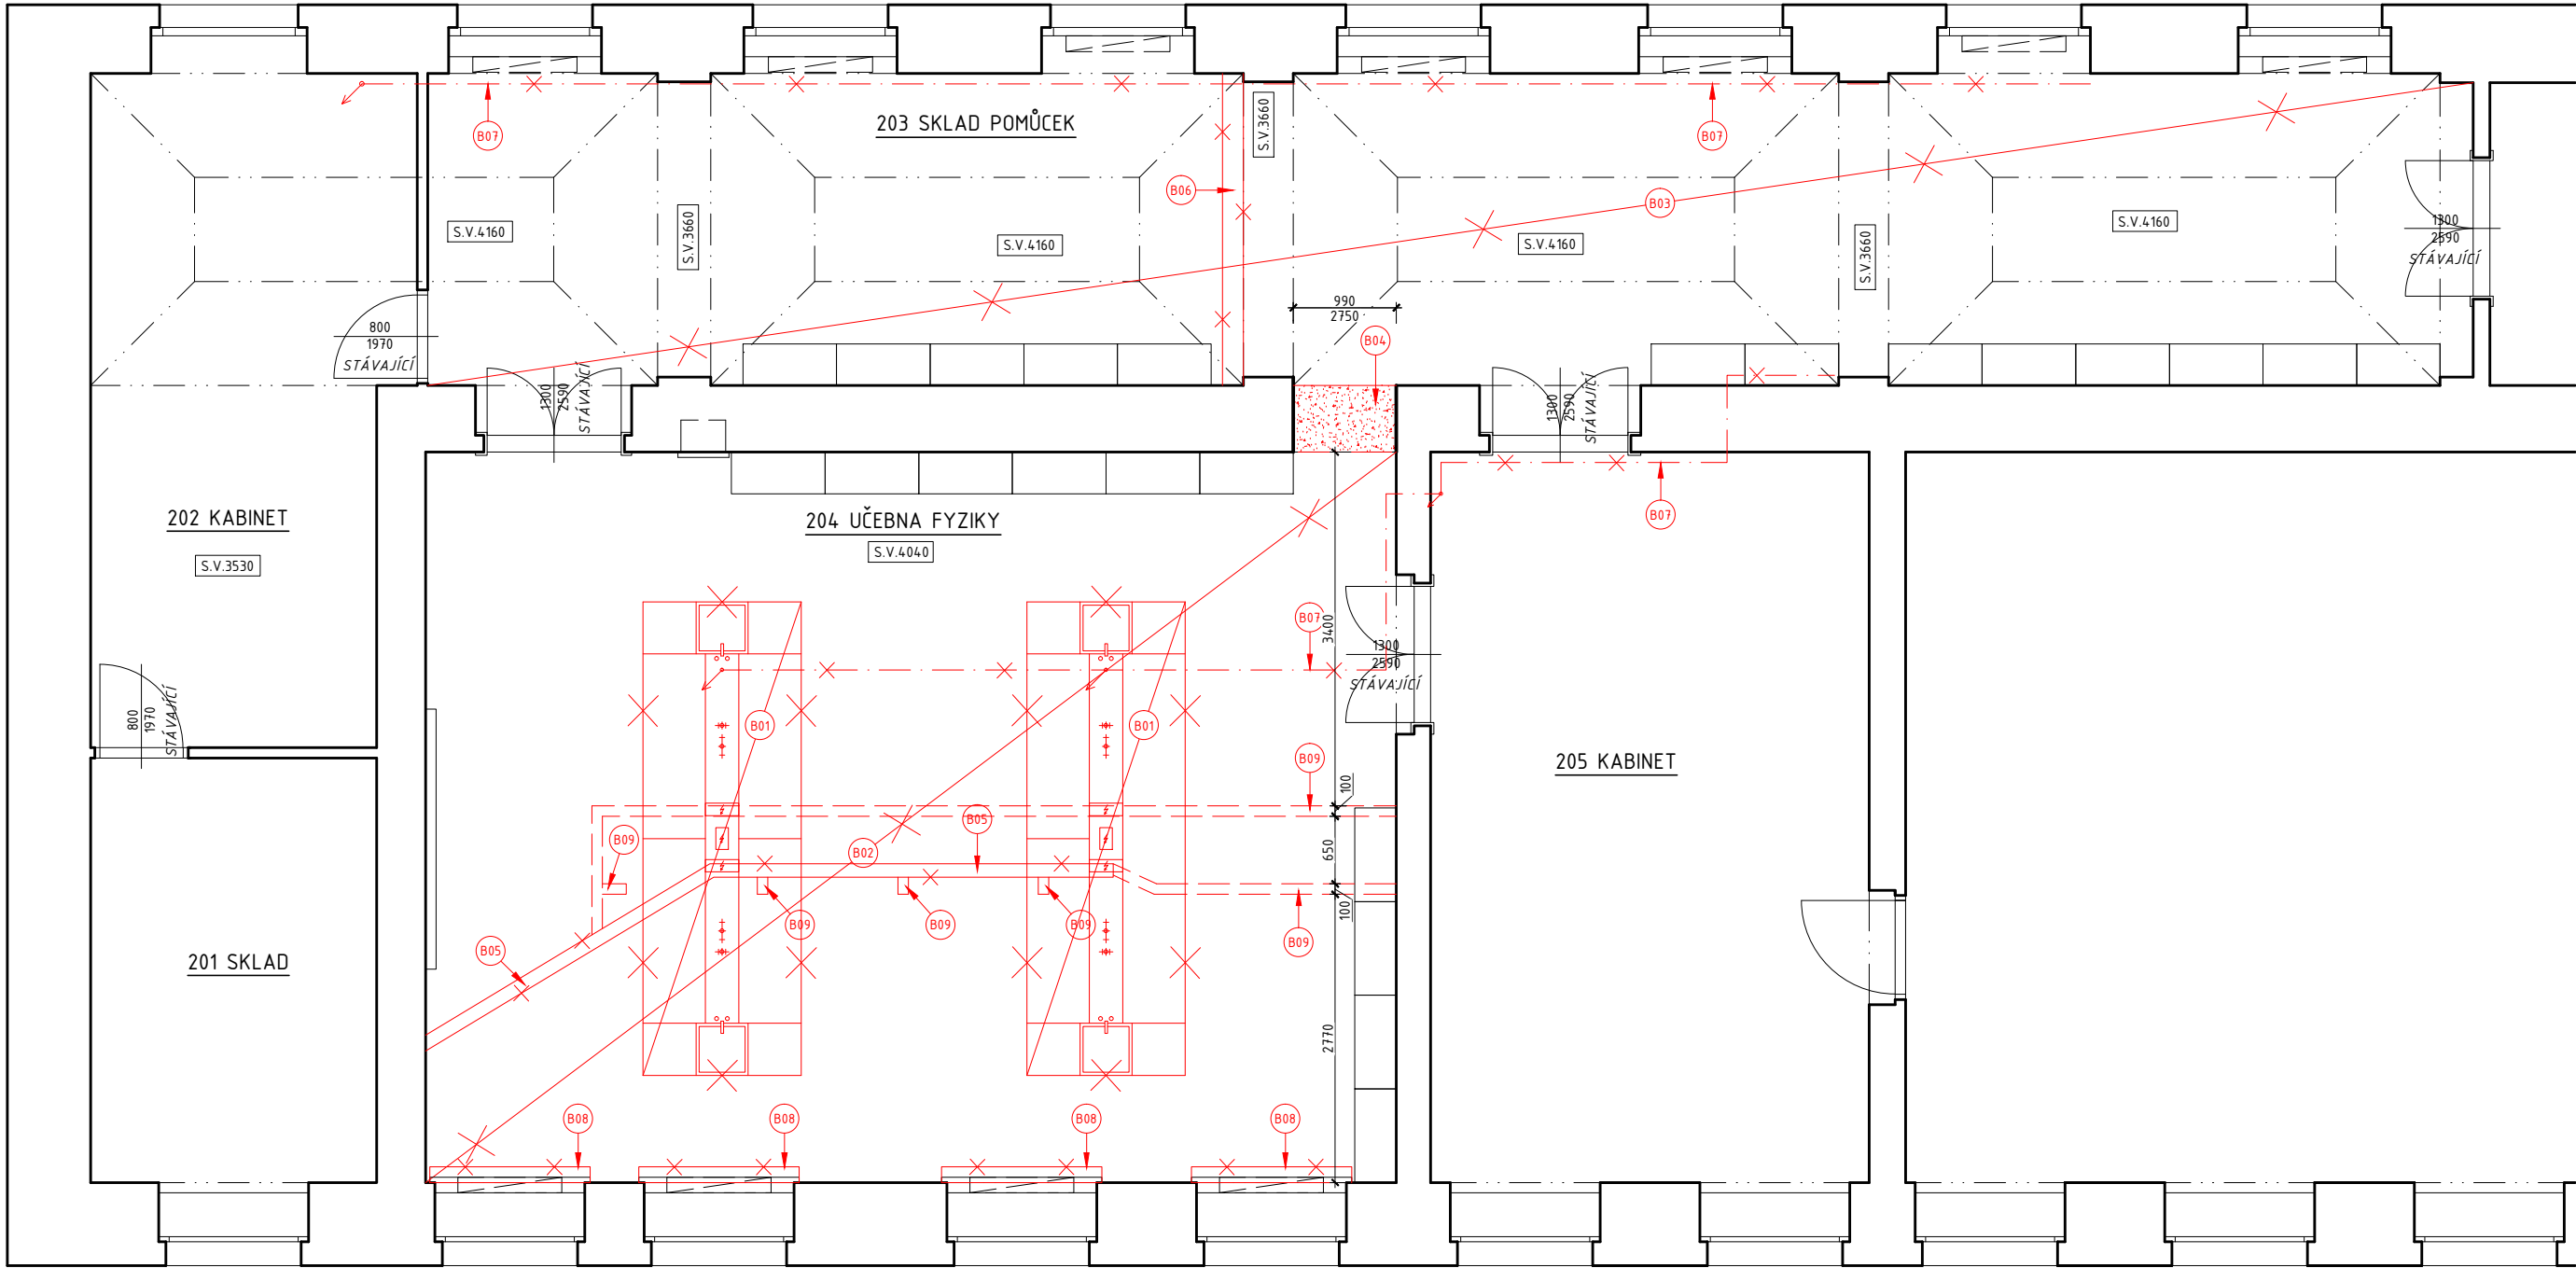 B07
203 SKLAD POMŮCEK
S.V.3660
B07
B06
B03
S.V.4160
S.V.3660
S.V.4160
S.V.4160
S.V.3660
S.V.4160
1300
2590
STÁVAJÍCÍ
990
2750
B04
800
1970
STÁVAJÍCÍ
1300
2590
STÁVAJÍCÍ
1300
2590
STÁVAJÍCÍ
202 KABINET
S.V.3530
204 UČEBNA FYZIKY
S.V.4040
B07
B07
3400
1300
2590
STÁVAJÍCÍ
800
1970
STÁVAJÍCÍ
B01
B01
B09
100
205 KABINET
B05
B09
B02
650
B09
B09
B09
100
B09
B05
201 SKLAD
2770
B08
B08
B08
B08